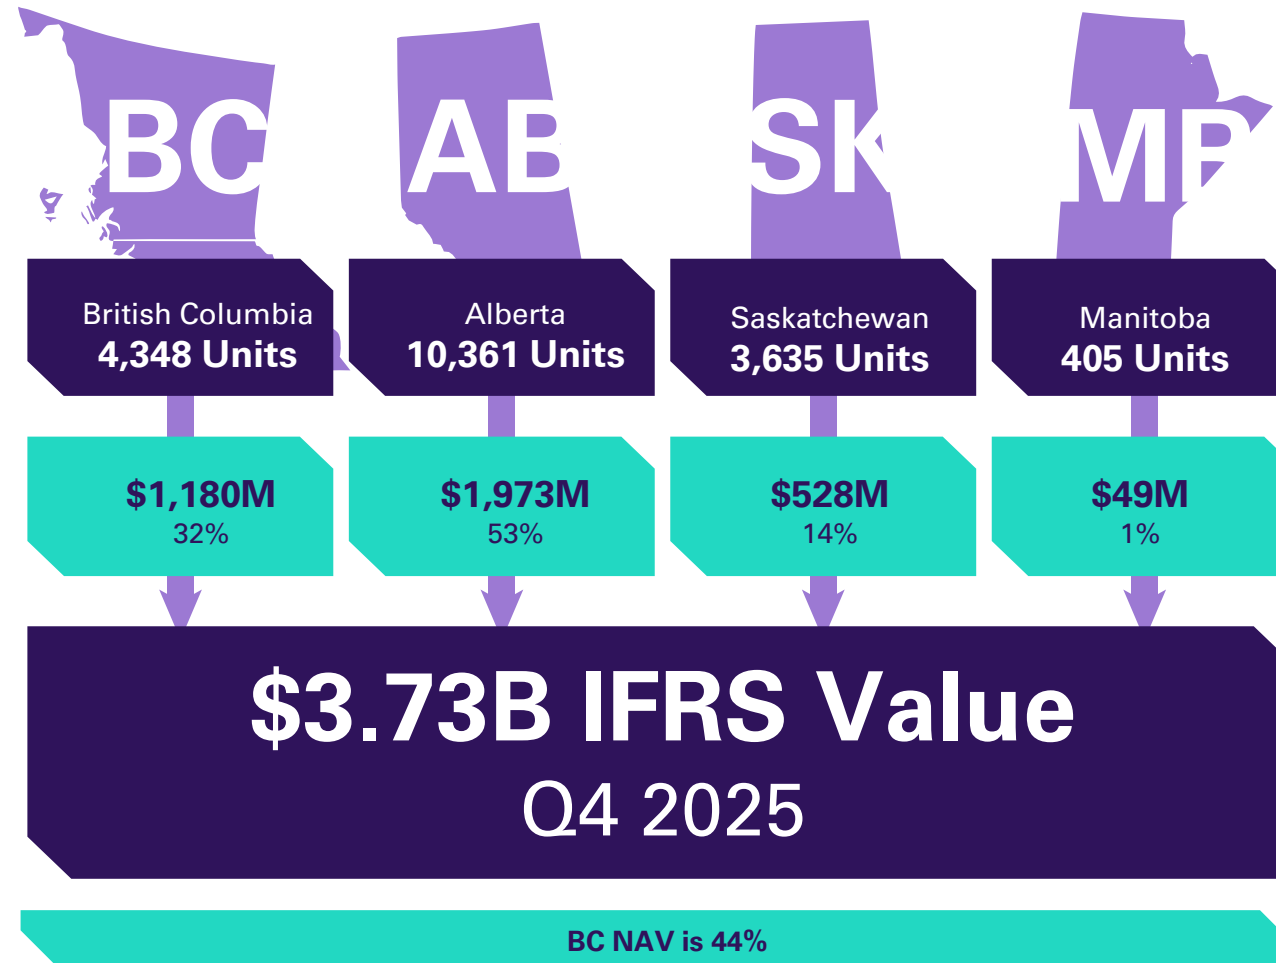 BC
AB
SK
MB
British Columbia
4,348 Units
Alberta
10,361 Units
Saskatchewan
3,635 Units
Manitoba
405 Units
$1,180M
32%
$1,973M
53%
$528M
14%
$49M
1%
$3.73B IFRS Value
Q4 2025
BC NAV is 44%